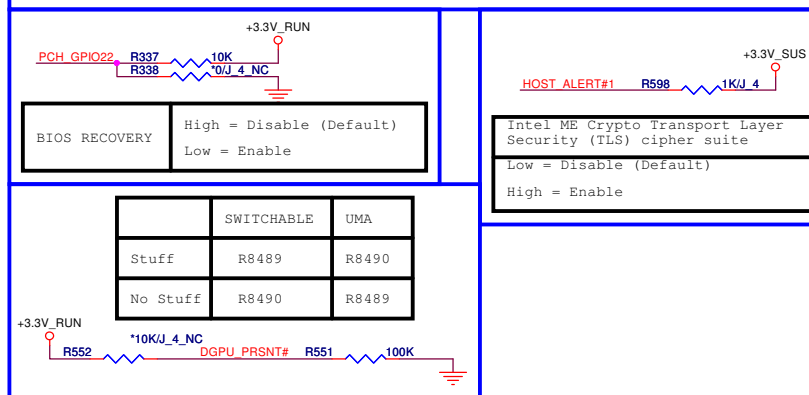 +3.3V_RUN
PCH_GPIO22 R337 10K
R338 *0/J_4_NC
BIOS RECOVERY
High = Disable (Default)
Low = Enable
+3.3V_SUS
HOST_ALERT#1 R598 1K/J_4
Intel ME Crypto Transport Layer
Security (TLS) cipher suite
Low = Disable (Default)
High = Enable
SWITCHABLE UMA
Stuff R8489 R8490
No Stuff R8490 R8489
+3.3V_RUN
*10K/J_4_NC
R552 DGPU_PRSNT# R551 100K